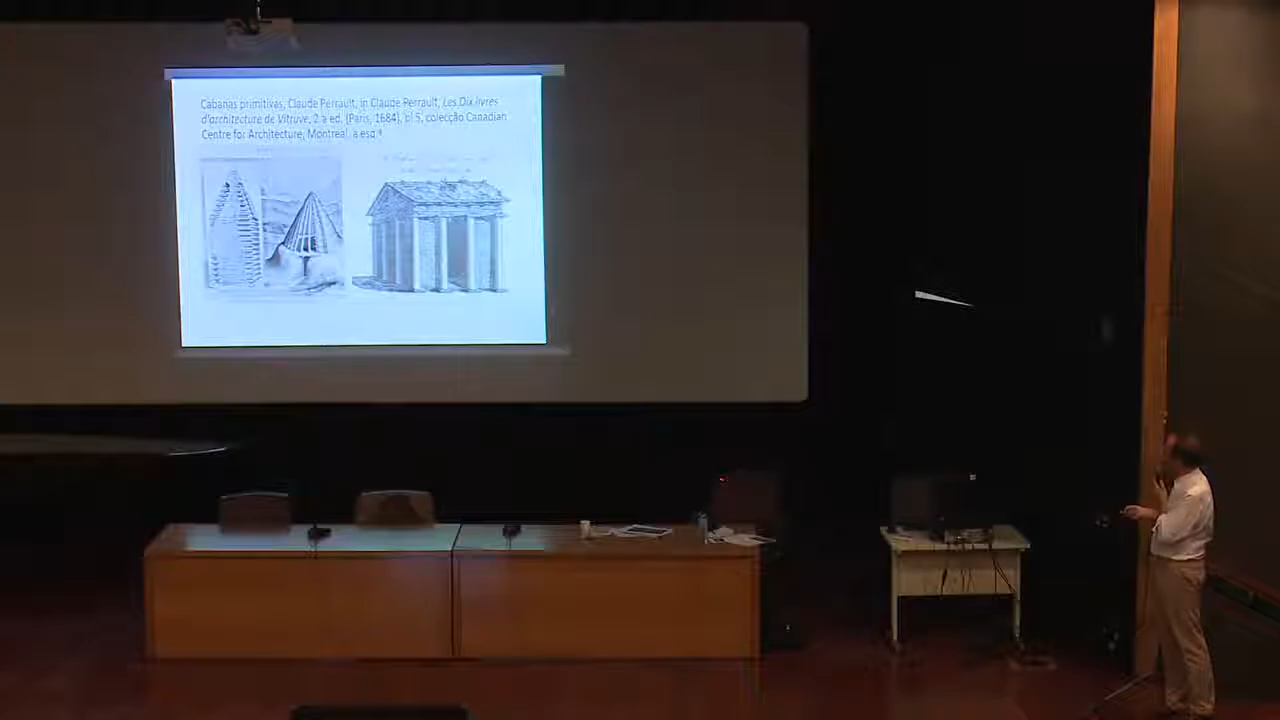 Cabanas primitivas, Claude Perrault, in Claude Perrault, Les Dix livres
d'architecture de Vitruve, 2.a ed. (Paris, 1684), pl 5, colecção Canadian
Centre for Architecture, Montreal, a esq.ª